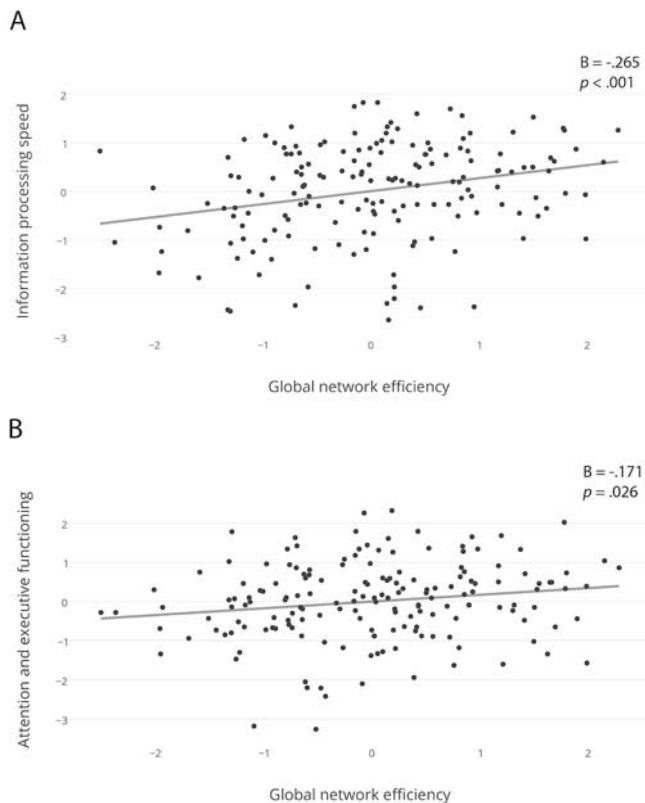 A
B = -.265
p < .001
Information processing speed
2
1
0
−1
−2
−3
−2
−1
0
1
2
Global network efficiency
B
B = -.171
p = .026
Attention and executive functioning
2
1
0
−1
−2
−3
−2
−1
0
1
2
Global network efficiency